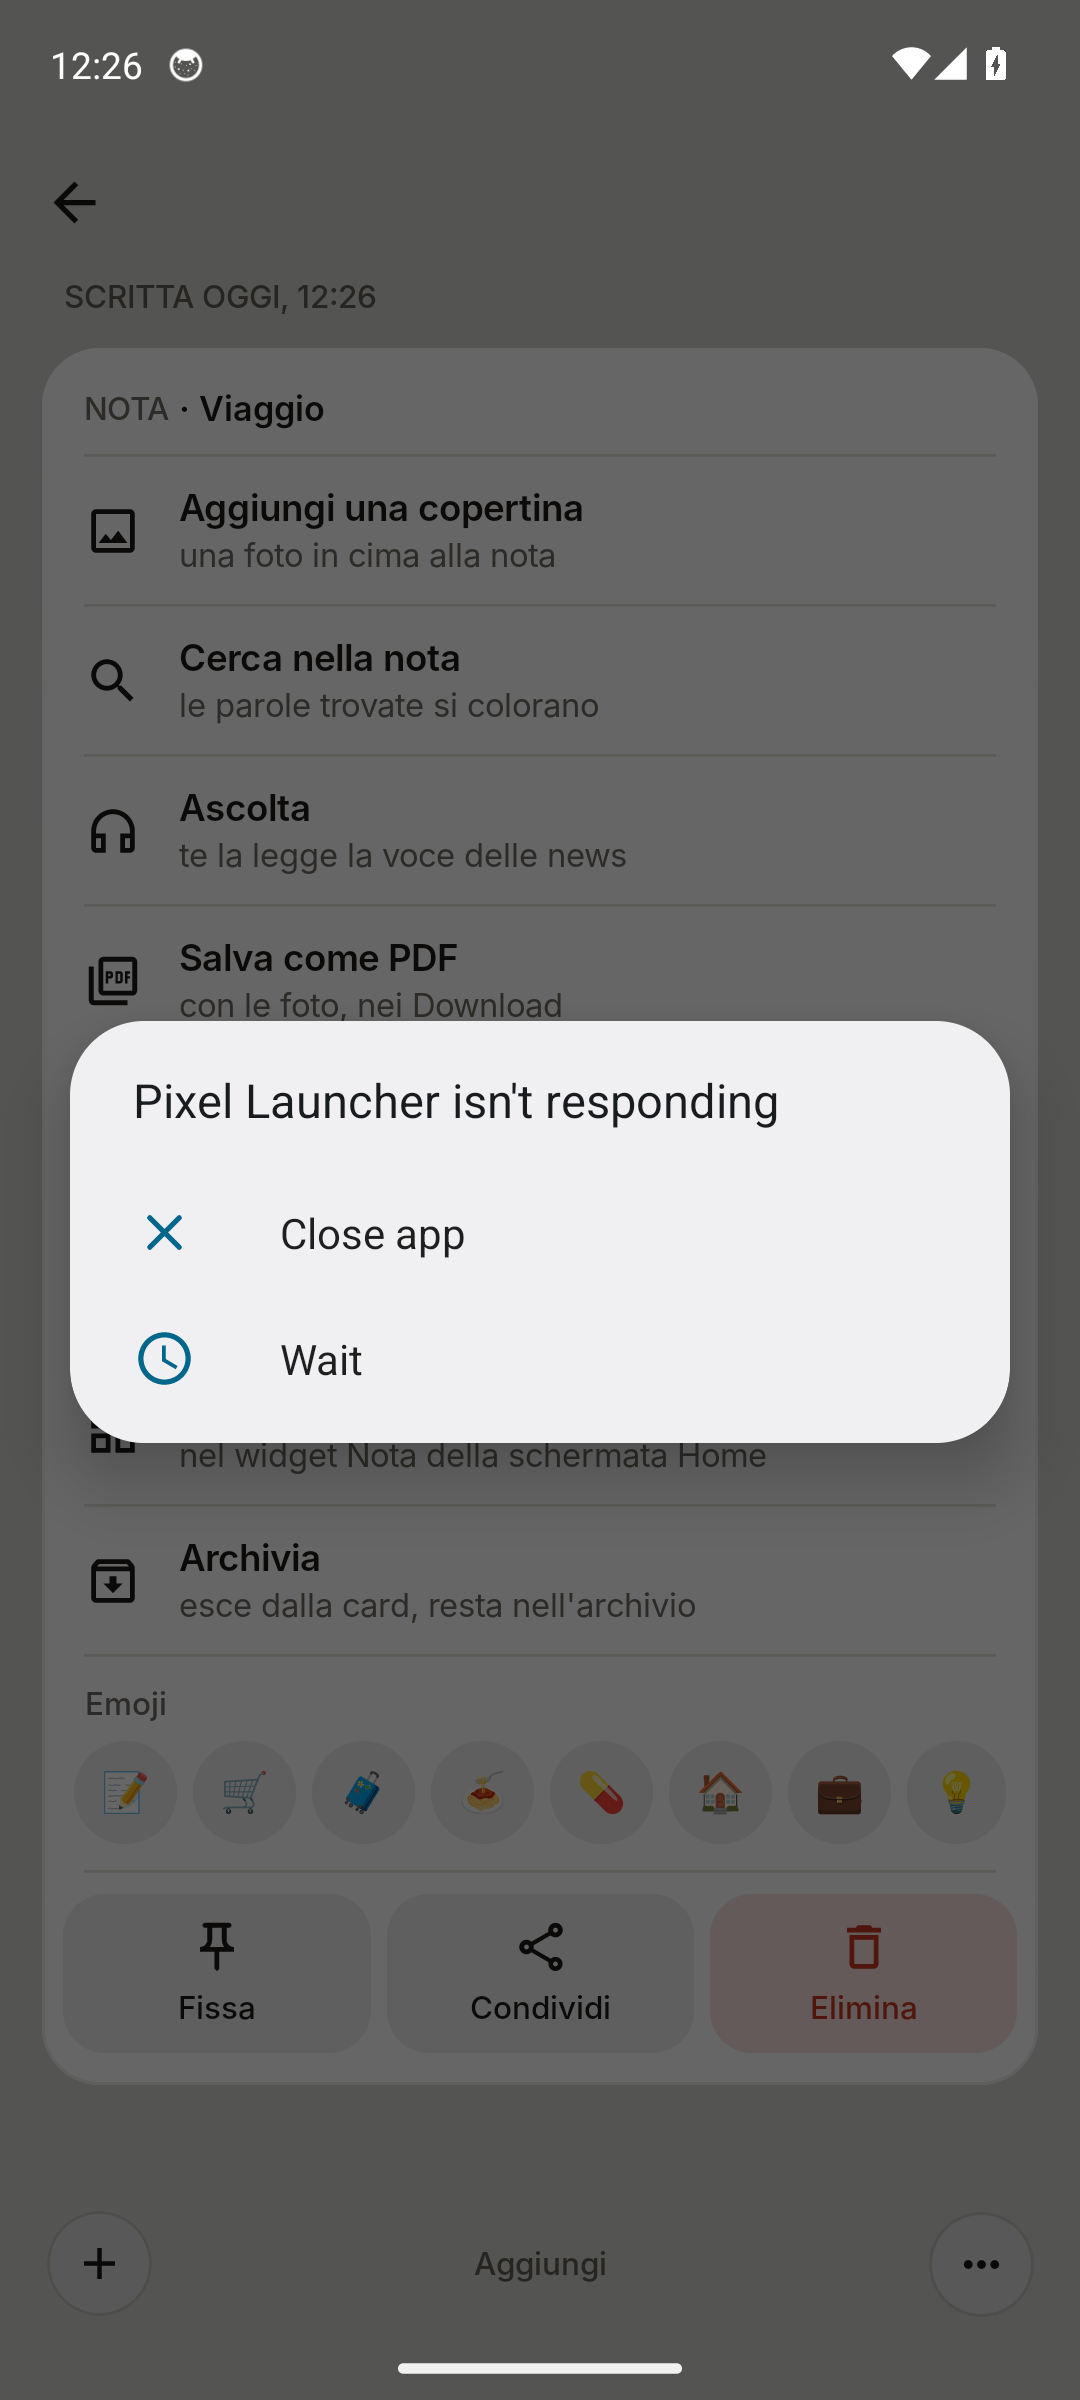 12:26
SCRITTA OGGI, 12:26
NOTA · Viaggio
Aggiungi una copertina
una foto in cima alla nota
Cerca nella nota
le parole trovate si colorano
Ascolta
te la legge la voce delle news
Salva come PDF
PDF
con le foto, nei Download
Pixel Launcher isn't responding
Close app
Wait
nel widget Nota della schermata Home
Archivia
esce dalla card, resta nell'archivio
Emoji
Fissa
Condividi
Elimina
Aggiungi